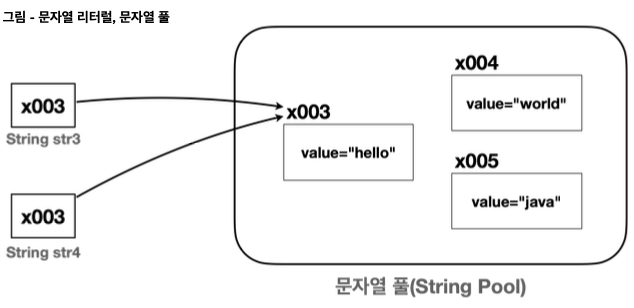 그림 - 문자열 리터럴, 문자열 풀
x003
String str3
x003
String str4
x003
value="hello"
x004
value="world"
x005
value="java"
문자열 풀(String Pool)